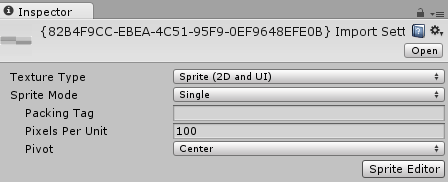 Inspector
{82B4F9CC-EBEA-4C51-95F9-0EF9648EFE0B} Import Sett
Open
Texture Type Sprite (2D and UI)
Sprite Mode Single
Packing Tag
Pixels Per Unit 100
Pivot Center
Sprite Editor